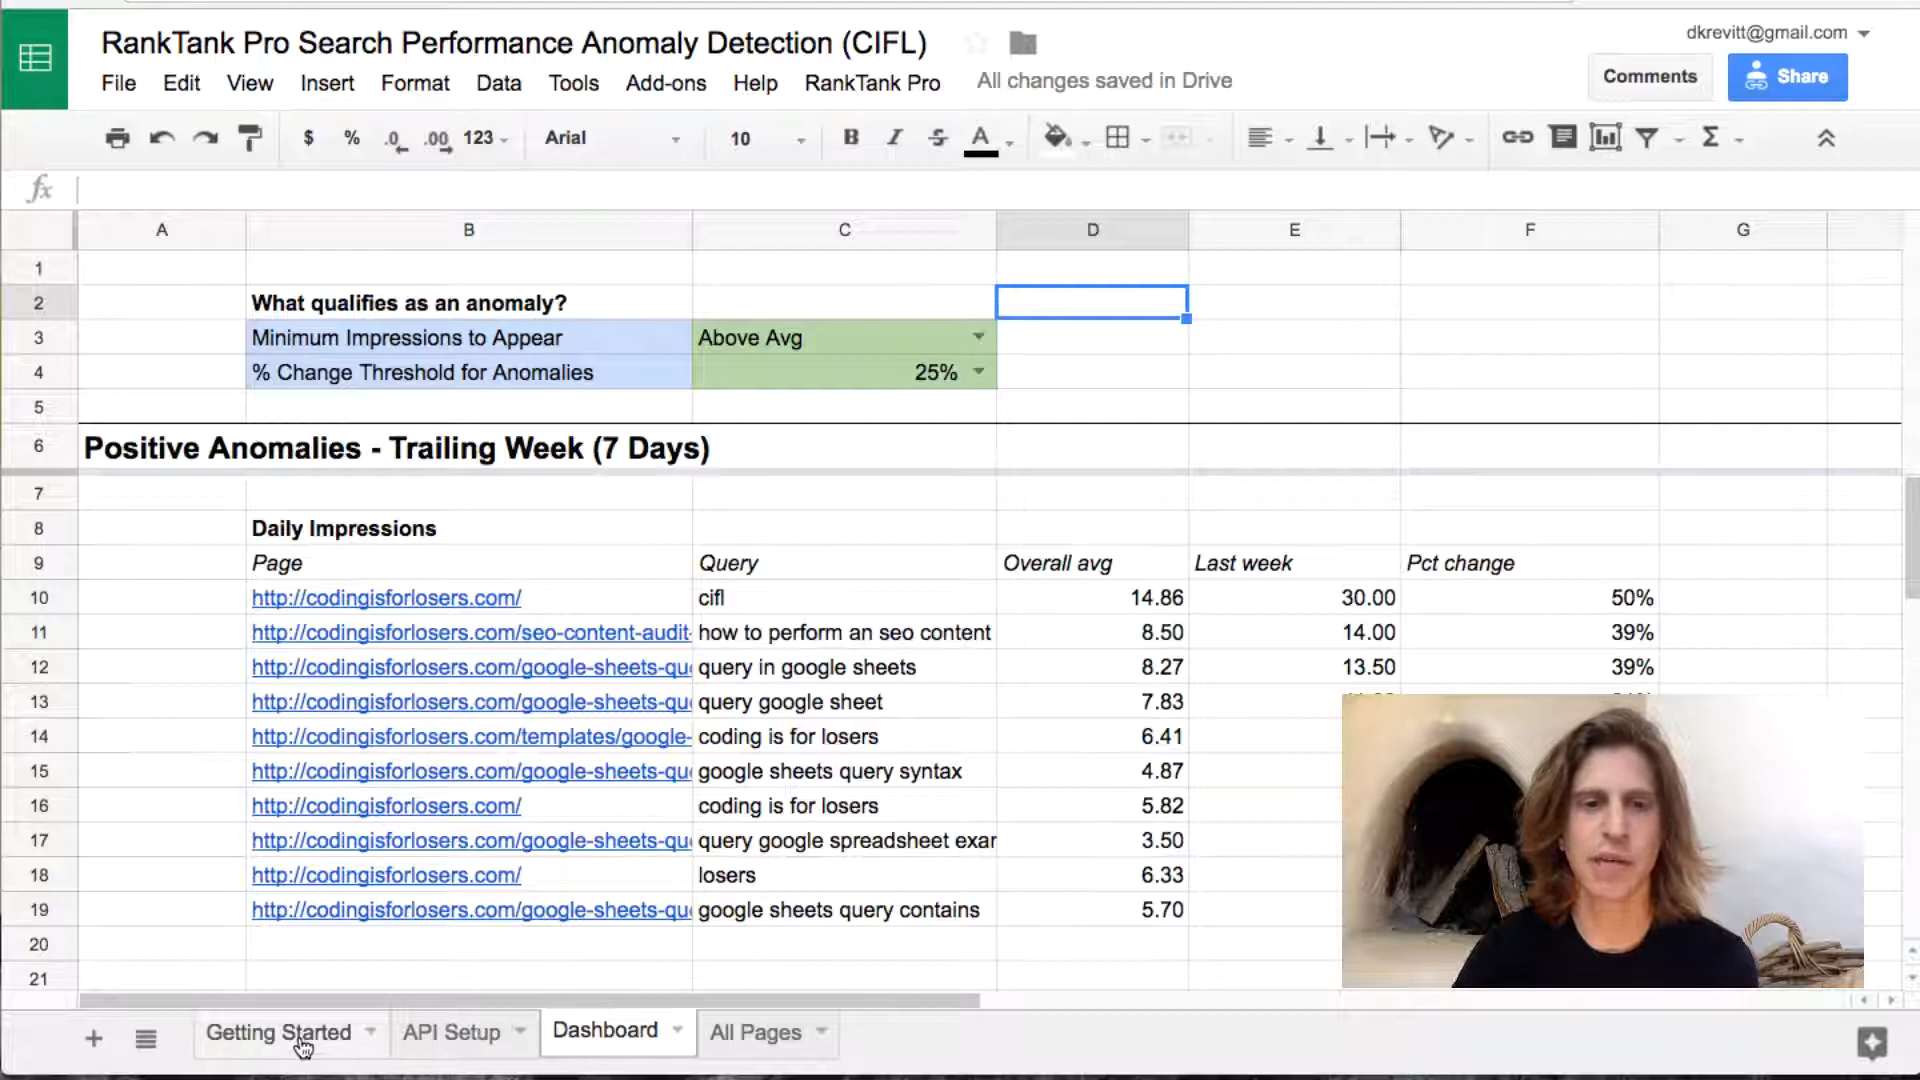 RankTank Pro Search Performance Anomaly Detection (CIFL)
dkrevitt@gmail.com
File Edit View Insert Format Data Tools Add-ons Help RankTank Pro All changes saved in Drive
Comments Share
$ % .0 .00 123 Arial 10 B I S A Σ
fx
A B C D E F G
1
2 What qualifies as an anomaly?
3 Minimum Impressions to Appear Above Avg
4 % Change Threshold for Anomalies 25%
5
6 Positive Anomalies - Trailing Week (7 Days)
7
8 Daily Impressions
9 Page Query Overall avg Last week Pct change
10 http://codingisforlosers.com/ cifl 14.86 30.00 50%
11 http://codingisforlosers.com/seo-content-audit- how to perform an seo content 8.50 14.00 39%
12 http://codingisforlosers.com/google-sheets-que query in google sheets 8.27 13.50 39%
13 http://codingisforlosers.com/google-sheets-que query google sheet 7.83
14 http://codingisforlosers.com/templates/google- coding is for losers 6.41
15 http://codingisforlosers.com/google-sheets-que google sheets query syntax 4.87
16 http://codingisforlosers.com/ coding is for losers 5.82
17 http://codingisforlosers.com/google-sheets-que query google spreadsheet exar 3.50
18 http://codingisforlosers.com/ losers 6.33
19 http://codingisforlosers.com/google-sheets-que google sheets query contains 5.70
20
21
Getting Started API Setup Dashboard All Pages